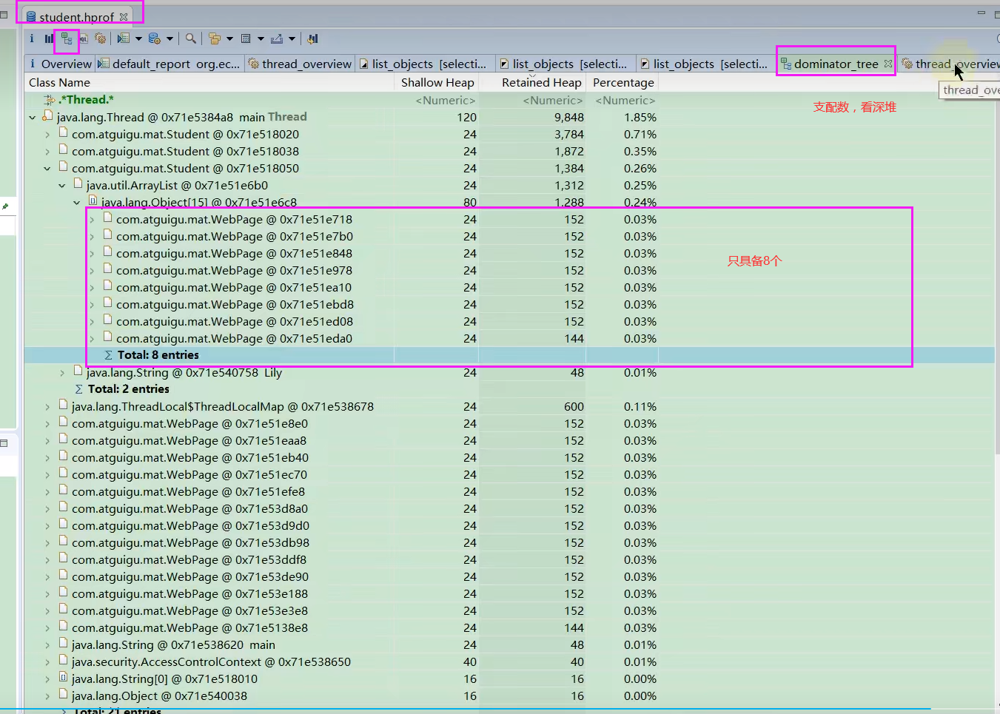 student.hprof
Overview default_report org.ec... thread_overview list_objects [selecti... list_objects [selecti... list_objects [selecti... dominator_tree thread_overview
thread_ove
Class Name Shallow Heap Retained Heap Percentage
.*Thread.* <Numeric> <Numeric> <Numeric>
支配数，看深堆
java.lang.Thread @ 0x71e5384a8 main Thread 120 9,848 1.85%
com.atguigu.mat.Student @ 0x71e518020 24 3,784 0.71%
com.atguigu.mat.Student @ 0x71e518038 24 1,872 0.35%
com.atguigu.mat.Student @ 0x71e518050 24 1,384 0.26%
java.util.ArrayList @ 0x71e51e6b0 24 1,312 0.25%
java.lang.Object[15] @ 0x71e51e6c8 80 1,288 0.24%
com.atguigu.mat.WebPage @ 0x71e51e718 24 152 0.03%
com.atguigu.mat.WebPage @ 0x71e51e7b0 24 152 0.03%
com.atguigu.mat.WebPage @ 0x71e51e848 24 152 0.03%
只具备8个
com.atguigu.mat.WebPage @ 0x71e51e978 24 152 0.03%
com.atguigu.mat.WebPage @ 0x71e51ea10 24 152 0.03%
com.atguigu.mat.WebPage @ 0x71e51ebd8 24 152 0.03%
com.atguigu.mat.WebPage @ 0x71e51ed08 24 152 0.03%
com.atguigu.mat.WebPage @ 0x71e51eda0 24 144 0.03%
Σ Total: 8 entries
java.lang.String @ 0x71e540758 Lily 24 48 0.01%
Σ Total: 2 entries
java.lang.ThreadLocal$ThreadLocalMap @ 0x71e538678 24 600 0.11%
com.atguigu.mat.WebPage @ 0x71e51e8e0 24 152 0.03%
com.atguigu.mat.WebPage @ 0x71e51eaa8 24 152 0.03%
com.atguigu.mat.WebPage @ 0x71e51eb40 24 152 0.03%
com.atguigu.mat.WebPage @ 0x71e51ec70 24 152 0.03%
com.atguigu.mat.WebPage @ 0x71e51efe8 24 152 0.03%
com.atguigu.mat.WebPage @ 0x71e53d8a0 24 152 0.03%
com.atguigu.mat.WebPage @ 0x71e53d9d0 24 152 0.03%
com.atguigu.mat.WebPage @ 0x71e53db98 24 152 0.03%
com.atguigu.mat.WebPage @ 0x71e53ddf8 24 152 0.03%
com.atguigu.mat.WebPage @ 0x71e53de90 24 152 0.03%
com.atguigu.mat.WebPage @ 0x71e53e188 24 152 0.03%
com.atguigu.mat.WebPage @ 0x71e53e3e8 24 152 0.03%
com.atguigu.mat.WebPage @ 0x71e5138e8 24 144 0.03%
java.lang.String @ 0x71e538620 main 24 48 0.01%
java.security.AccessControlContext @ 0x71e538650 40 40 0.01%
java.lang.String[0] @ 0x71e518010 16 16 0.00%
java.lang.Object @ 0x71e540038 16 16 0.00%
Total: 21 entries